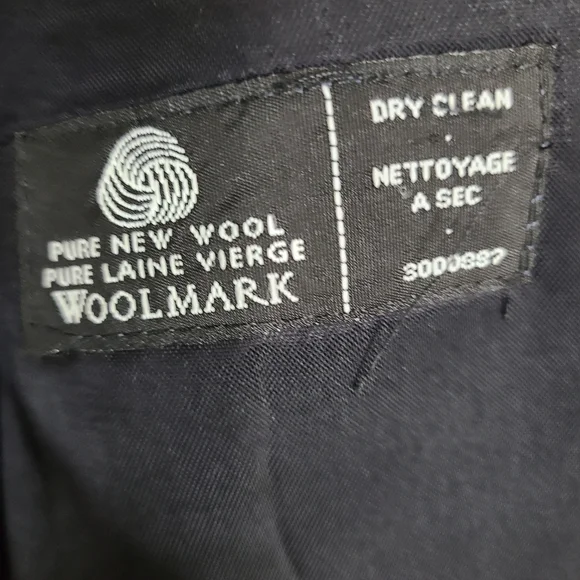 PURE NEW WOOL
PURE LAINE VIERGE
WOOLMARK
DRY CLEAN
NETTOYAGE
A SEC